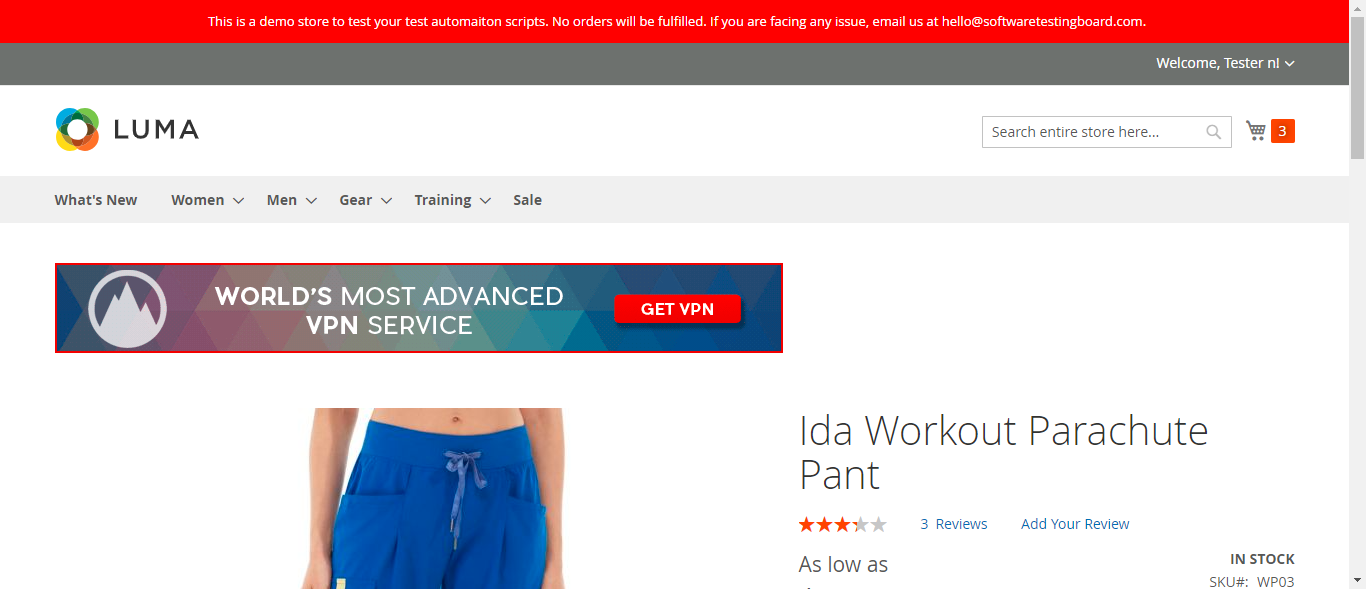 This is a demo store to test your test automaiton scripts. No orders will be fulfilled. If you are facing any issue, email us at hello@softwaretestingboard.com.
Welcome, Tester n!
LUMA
Search entire store here...
3
What's New Women Men Gear Training Sale
WORLD'S MOST ADVANCED
VPN SERVICE
GET VPN
Ida Workout Parachute
Pant
3 Reviews Add Your Review
As low as
IN STOCK
SKU#: WP03